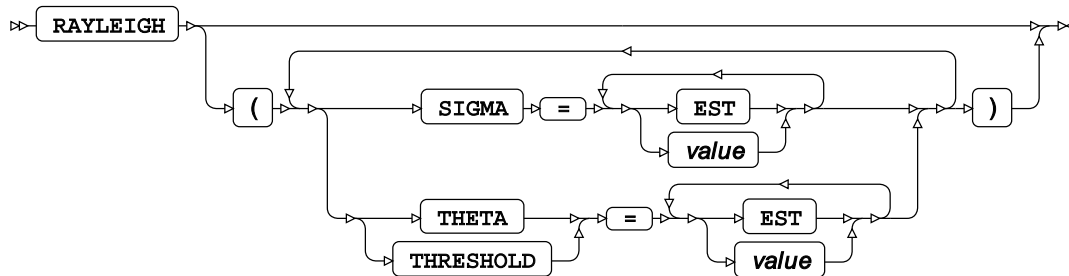 RAYLEIGH
( SIGMA = EST )
value
THETA = EST
THRESHOLD value